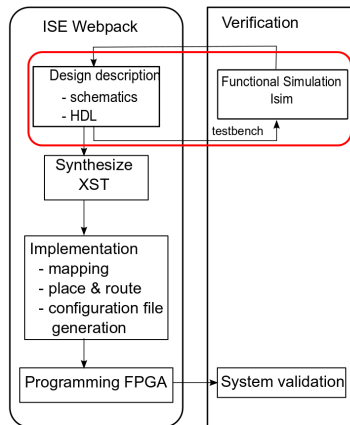 ISE Webpack
Verification
Design description
- schematics
- HDL
Functional Simulation
Isim
testbench
Synthesize
XST
Implementation
- mapping
- place & route
- configuration file
generation
Programming FPGA
System validation